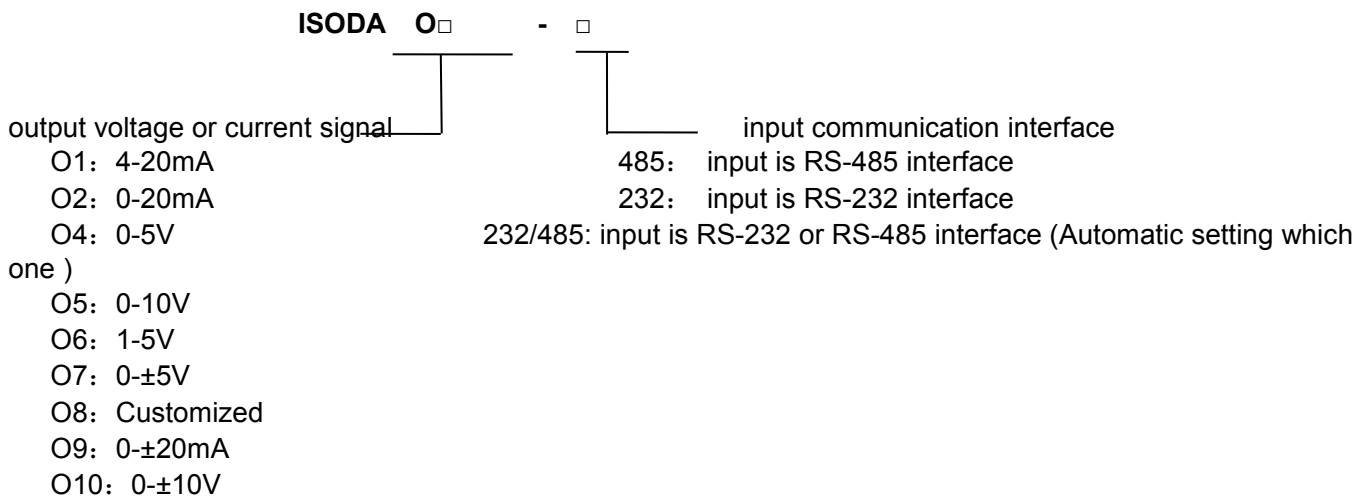 ISODA O□ - □
output voltage or current signal input communication interface
O1：4-20mA 485： input is RS-485 interface
O2：0-20mA 232： input is RS-232 interface
O4：0-5V 232/485: input is RS-232 or RS-485 interface (Automatic setting which
one )
O5：0-10V
O6：1-5V
O7：0-±5V
O8：Customized
O9：0-±20mA
O10：0-±10V